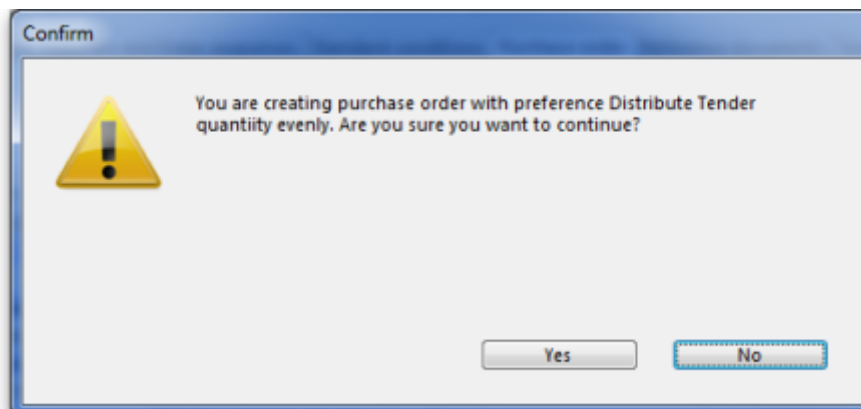 Confirm
You are creating purchase order with preference Distribute Tender
quantiity evenly. Are you sure you want to continue?
Yes
No